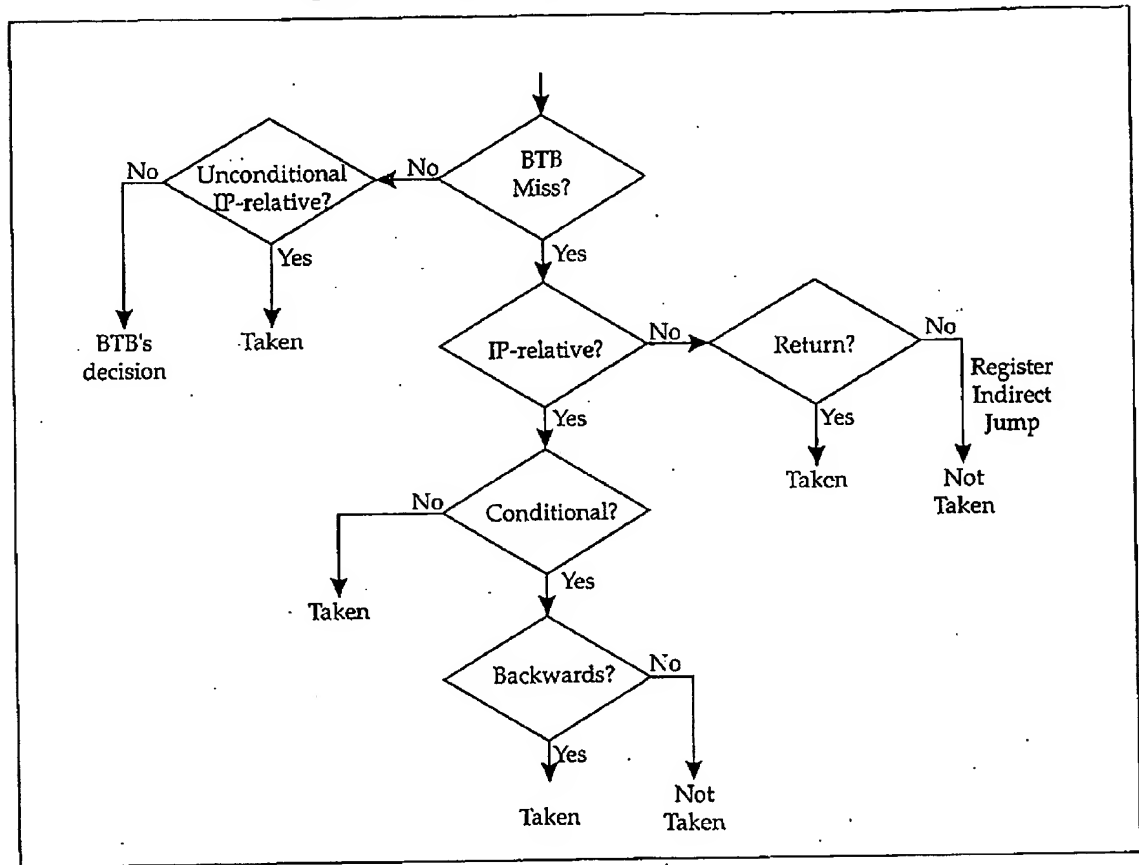 BTB
Miss?
No
Unconditional
IP-relative?
No
Yes
BTB's
decision
Taken
Yes
IP-relative?
No
Return?
No
Register
Indirect
Jump
Yes
Taken
Not
Taken
Yes
Conditional?
No
Taken
Yes
Backwards?
No
Yes
Taken
Not
Taken